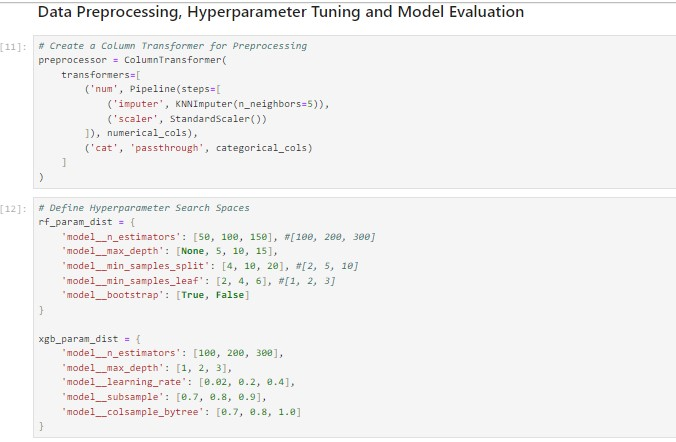 Data Preprocessing, Hyperparameter Tuning and Model Evaluation
[11]: # Create a Column Transformer for Preprocessing
preprocessor = ColumnTransformer(
    transformers=[
        ('num', Pipeline(steps=[
            ('imputer', KNNImputer(n_neighbors=5)),
            ('scaler', StandardScaler())
        ]), numerical_cols),
        ('cat', 'passthrough', categorical_cols)
    ]
)
[12]: # Define Hyperparameter Search Spaces
rf_param_dist = {
    'model__n_estimators': [50, 100, 150], #[100, 200, 300]
    'model__max_depth': [None, 5, 10, 15],
    'model__min_samples_split': [4, 10, 20], #[2, 5, 10]
    'model__min_samples_leaf': [2, 4, 6], #[1, 2, 3]
    'model__bootstrap': [True, False]
}
xgb_param_dist = {
    'model__n_estimators': [100, 200, 300],
    'model__max_depth': [1, 2, 3],
    'model__learning_rate': [0.02, 0.2, 0.4],
    'model__subsample': [0.7, 0.8, 0.9],
    'model__colsample_bytree': [0.7, 0.8, 1.0]
}